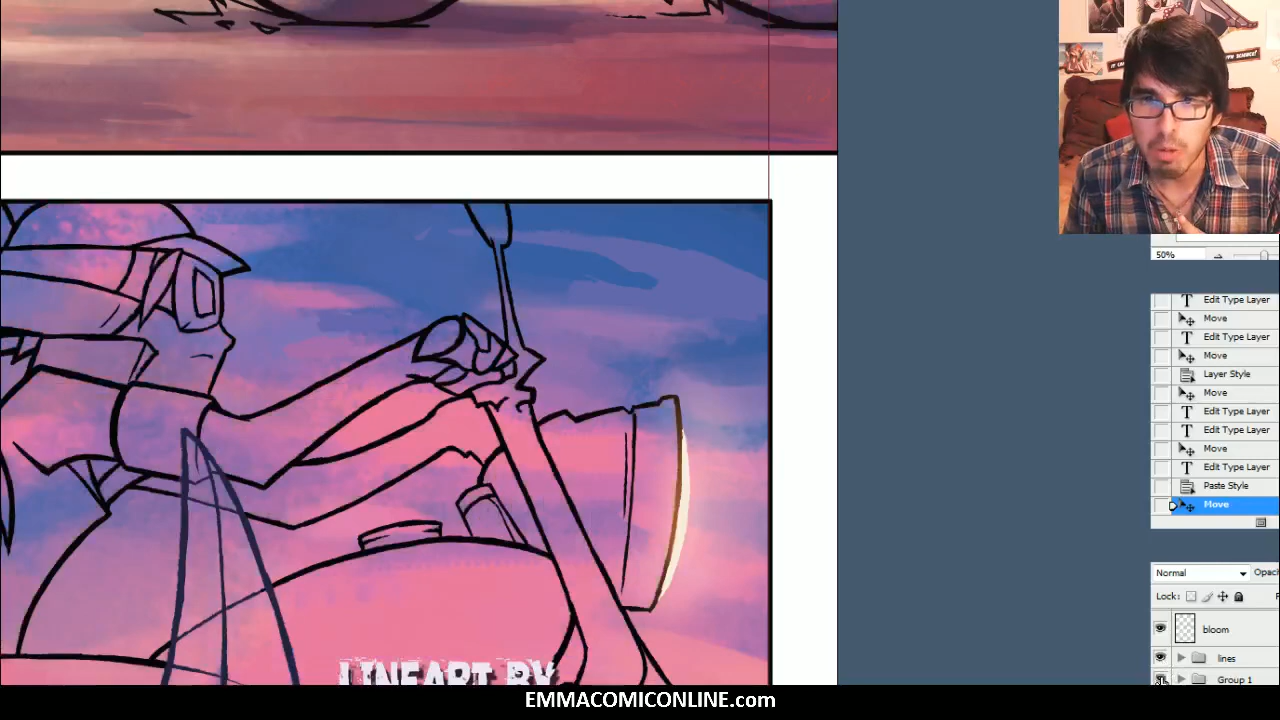 50%
Edit Type Layer
Move
Edit Type Layer
Move
Layer Style
Move
Edit Type Layer
Edit Type Layer
Move
Edit Type Layer
Paste Style
Move
Normal
Opaci
Lock:
bloom
lines
Group 1
LINEART BY
EMMACOMICONLINE.com